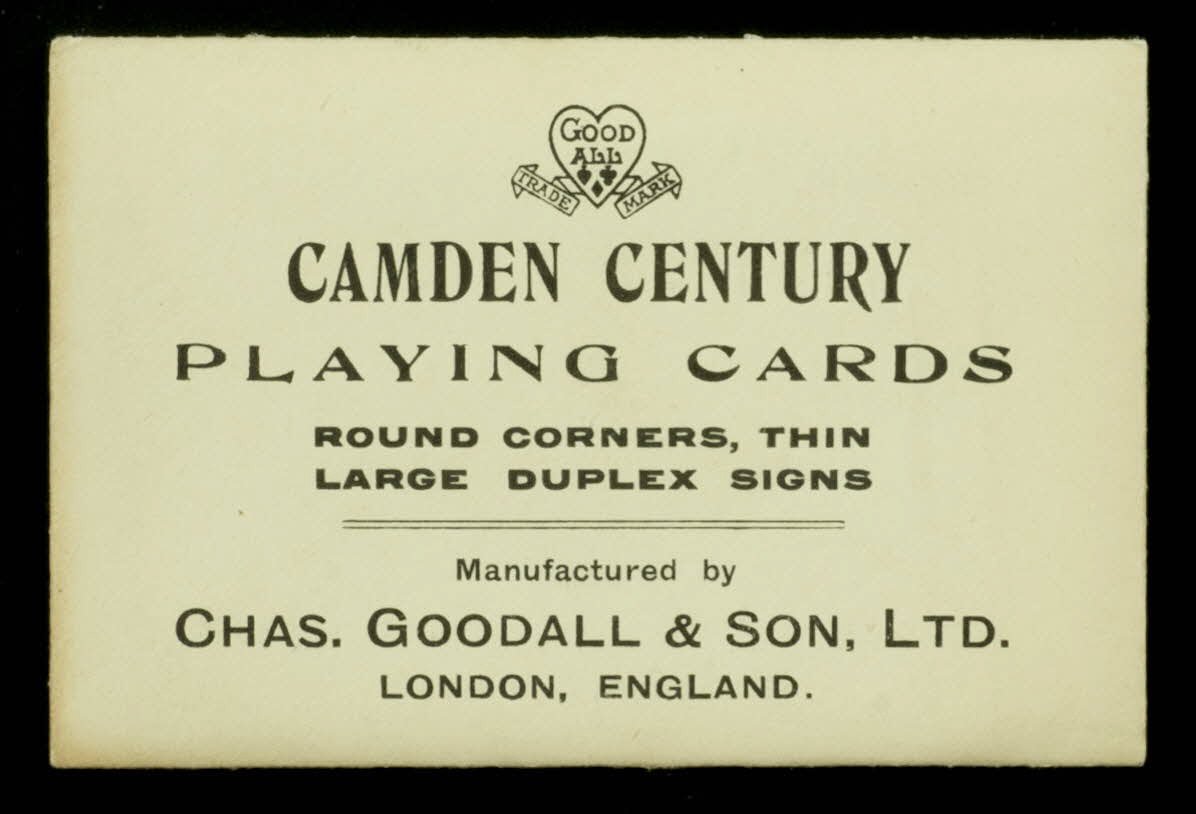 GOOD
ALL
TRADE MARK
CAMDEN CENTURY
PLAYING CARDS
ROUND CORNERS, THIN
LARGE DUPLEX SIGNS
Manufactured by
CHAS. GOODALL & SON, LTD.
LONDON, ENGLAND.